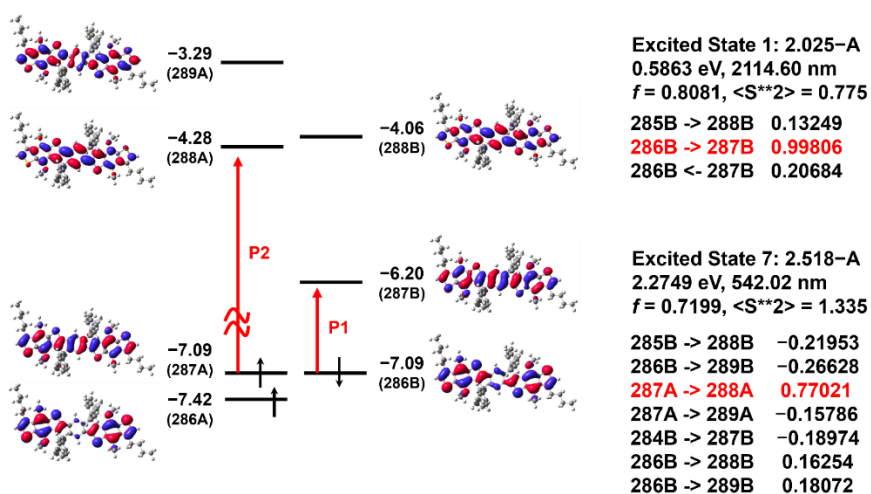 −3.29
(289A)
−4.28
(288A)
−4.06
(288B)
P2
−6.20
(287B)
P1
−7.09
(287A)
−7.09
(286B)
−7.42
(286A)
Excited State 1: 2.025−A
0.5863 eV, 2114.60 nm
f = 0.8081, <S**2> = 0.775
285B -> 288B 0.13249
286B -> 287B 0.99806
286B <- 287B 0.20684
Excited State 7: 2.518−A
2.2749 eV, 542.02 nm
f = 0.7199, <S**2> = 1.335
285B -> 288B −0.21953
286B -> 289B −0.26628
287A -> 288A 0.77021
287A -> 289A −0.15786
284B -> 287B −0.18974
286B -> 288B 0.16254
286B -> 289B 0.18072